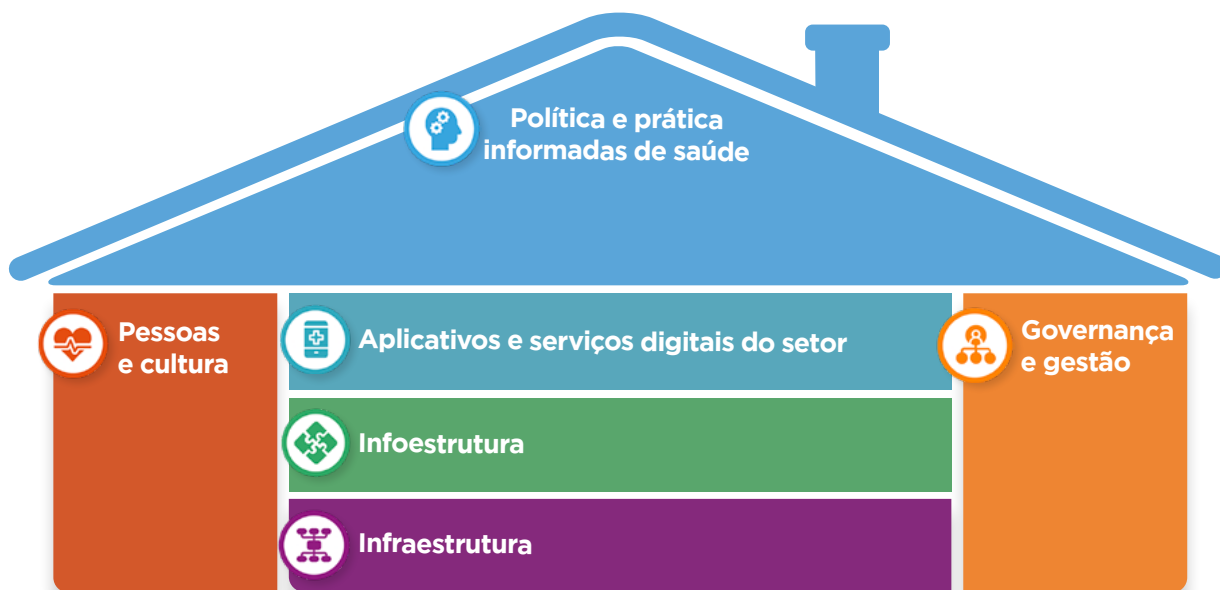 Política e prática
informadas de saúde
Pessoas
e cultura
Aplicativos e serviços digitais do setor
Infoestrutura
Infraestrutura
Governança
e gestão